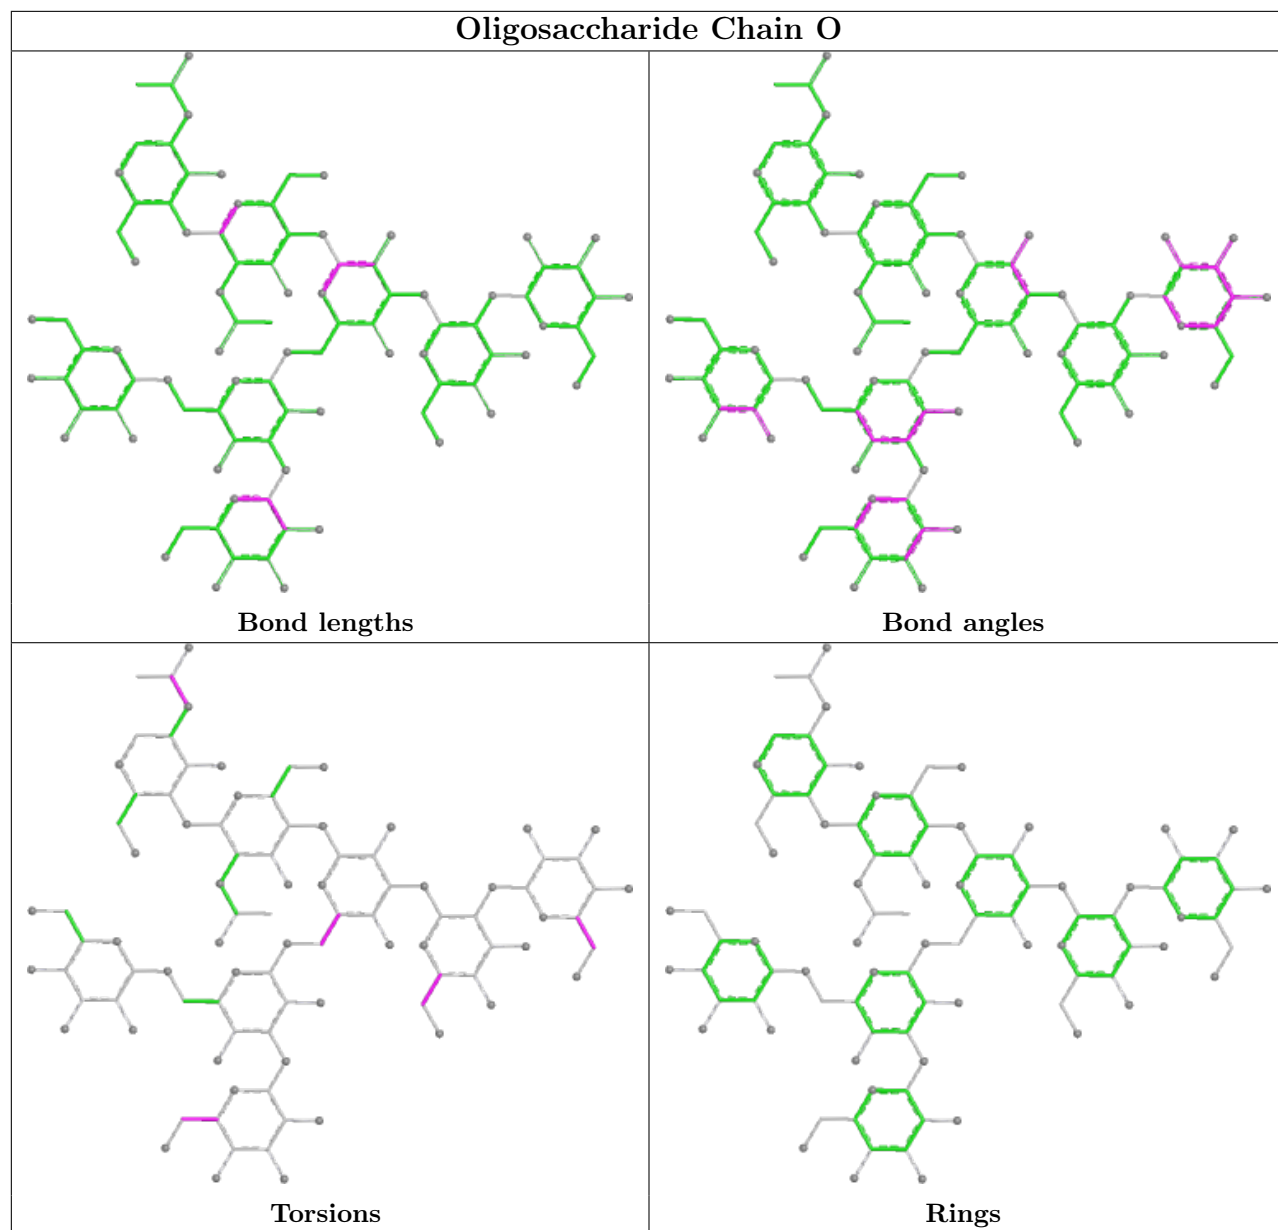 Oligosaccharide Chain O
Bond lengths
Bond angles
Torsions
Rings